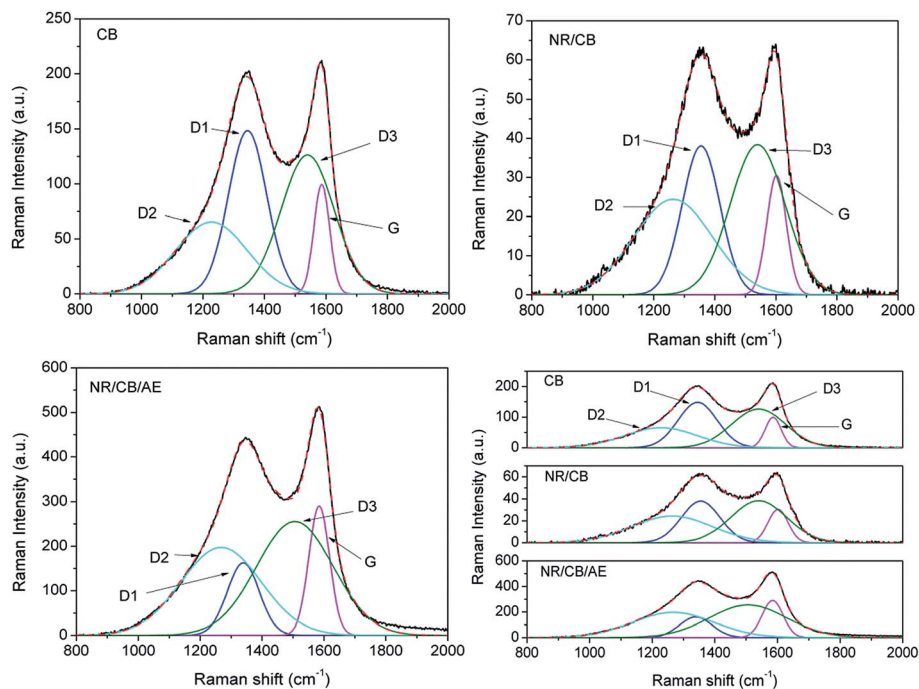 CB
250
200
150
100
50
0
Raman Intensity (a.u.)
D1
D2
D3
G
800 1000 1200 1400 1600 1800 2000
Raman shift (cm⁻¹)
NR/CB
70
60
50
40
30
20
10
0
Raman Intensity (a.u.)
D1
D2
D3
G
800 1000 1200 1400 1600 1800 2000
Raman shift (cm⁻¹)
NR/CB/AE
600
500
400
300
200
100
0
Raman Intensity (a.u.)
D3
D2
D1
G
800 1000 1200 1400 1600 1800 2000
Raman shift (cm⁻¹)
CB
200
100
0
D1
D2
D3
G
NR/CB
60
40
20
0
Raman Intensity (a.u.)
NR/CB/AE
600
400
200
0
800 1000 1200 1400 1600 1800 2000
Raman shift (cm⁻¹)